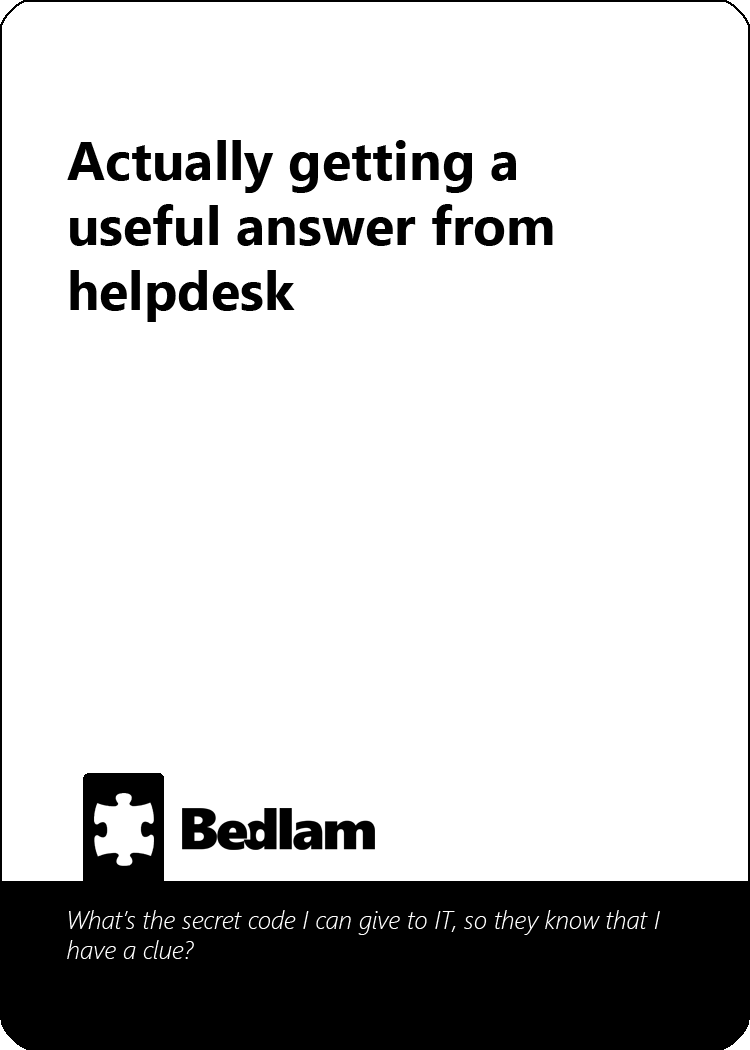 Actually getting a
useful answer from
helpdesk
Bedlam
What's the secret code I can give to IT, so they know that I
have a clue?